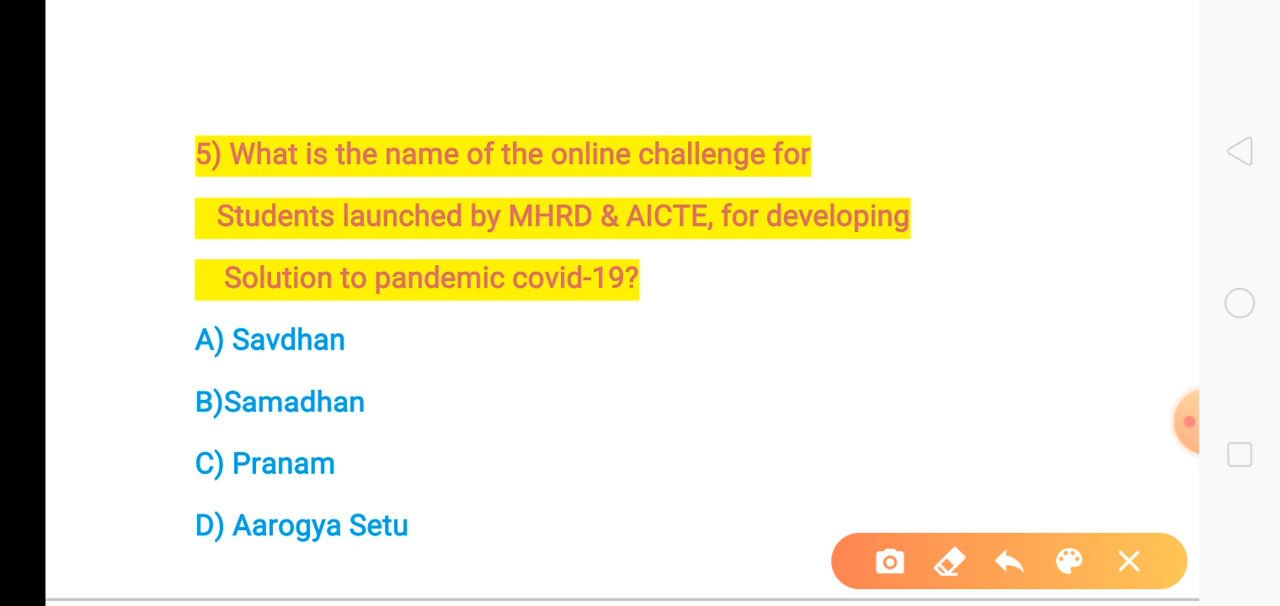 5) What is the name of the online challenge for
Students launched by MHRD & AICTE, for developing
Solution to pandemic covid-19?
A) Savdhan
B)Samadhan
C) Pranam
D) Aarogya Setu